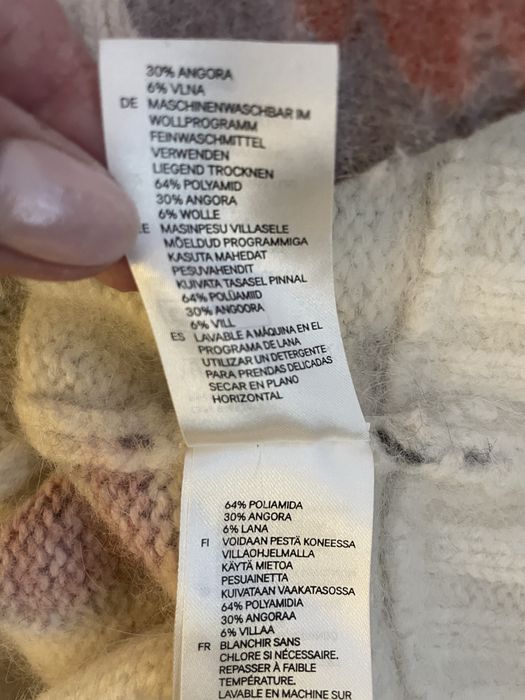 30% ANGORA
6% VLNA
DE MASCHINENWASCHBAR IM
WOLLPROGRAMM
FEINWASCHMITTEL
VERWENDEN
LIEGEND TROCKNEN
64% POLYAMID
30% ANGORA
6% WOLLE
E MASINPESU VILLASELE
MÕELDUD PROGRAMMIGA
KASUTA MAHEDAT
PESUVAHENDIT
KUIVATA TASASEL PINNAL
64% POLÜAMIID
30% ANGOORA
6% VILL
ES LAVABLE A MÁQUINA EN EL
PROGRAMA DE LANA
UTILIZAR UN DETERGENTE
PARA PRENDAS DELICADAS
SECAR EN PLANO
HORIZONTAL
64% POLIAMIDA
30% ANGORA
6% LANA
FI VOIDAAN PESTÄ KONEESSA
VILLAOHJELMALLA
KÄYTÄ MIETOA
PESUAINETTA
KUIVATAAN VAAKATASOSSA
64% POLYAMIDIA
30% ANGORAA
6% VILLAA
FR BLANCHIR SANS
CHLORE SI NÉCESSAIRE.
REPASSER À FAIBLE
TEMPÉRATURE.
LAVABLE EN MACHINE SUR